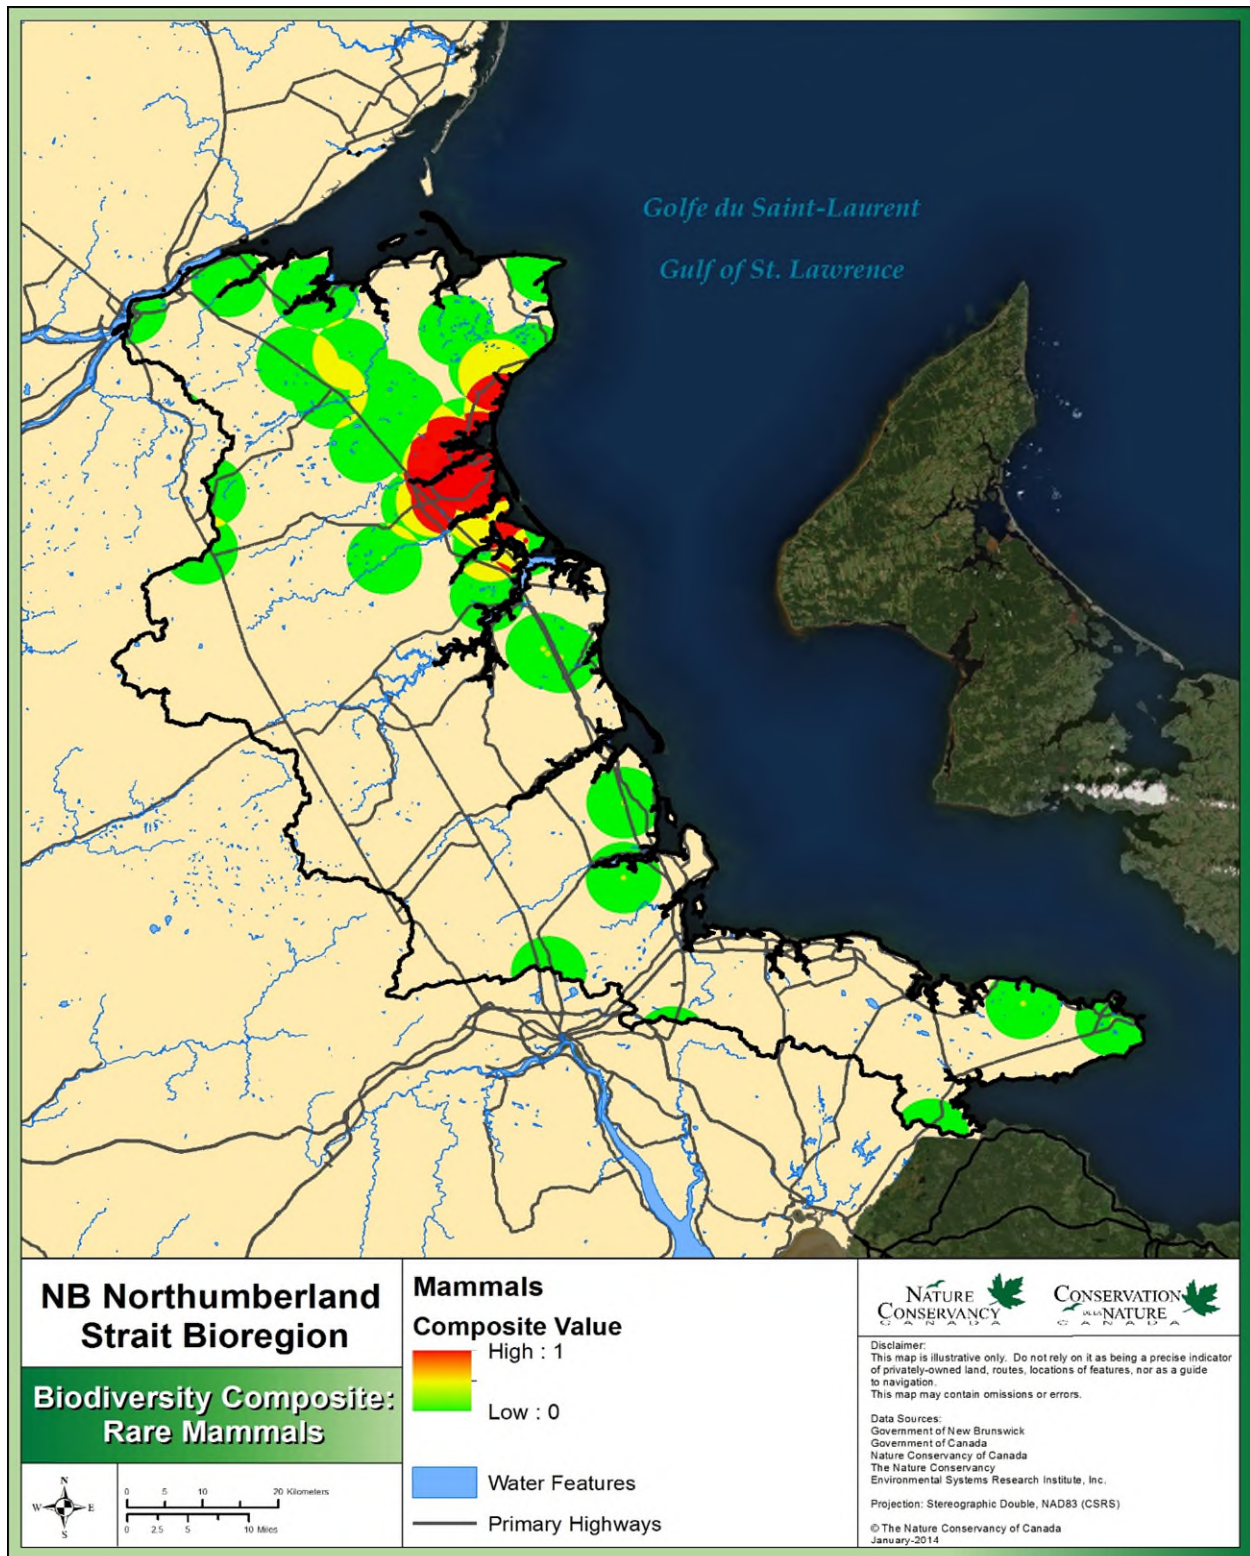 Golfe du Saint-Laurent
Gulf of St. Lawrence
NB Northumberland
Strait Bioregion
Biodiversity Composite:
Rare Mammals
N
W
E
S
0 5 10 20 Kilometers
0 2.5 5 10 Miles
Mammals
Composite Value
High : 1
Low : 0
Water Features
Primary Highways
NATURE
CONSERVANCY
CANADA
CONSERVATION
DE LA NATURE
CANADA
Disclaimer:
This map is illustrative only. Do not rely on it as being a precise indicator
of privately-owned land, routes, locations of features, nor as a guide
to navigation.
This map may contain omissions or errors.
Data Sources:
Government of New Brunswick
Government of Canada
Nature Conservancy of Canada
The Nature Conservancy
Environmental Systems Research Institute, Inc.
Projection: Stereographic Double, NAD83 (CSRS)
© The Nature Conservancy of Canada
January-2014